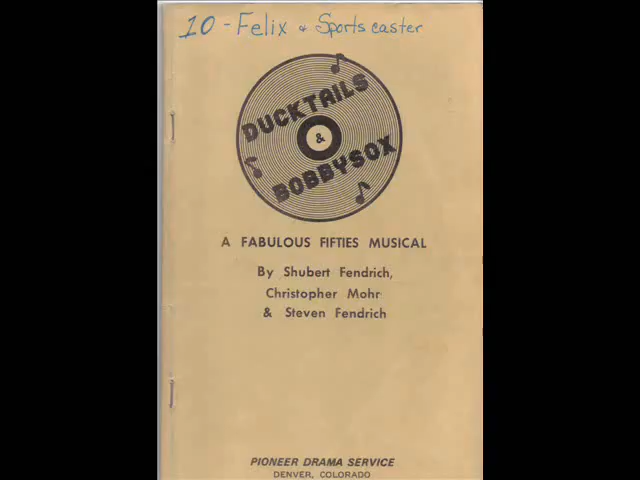 10 - Felix & Sportscaster
DUCKTAILS
&
BOBBYSOX
A FABULOUS FIFTIES MUSICAL
By Shubert Fendrich,
Christopher Mohr
& Steven Fendrich
PIONEER DRAMA SERVICE
DENVER, COLORADO